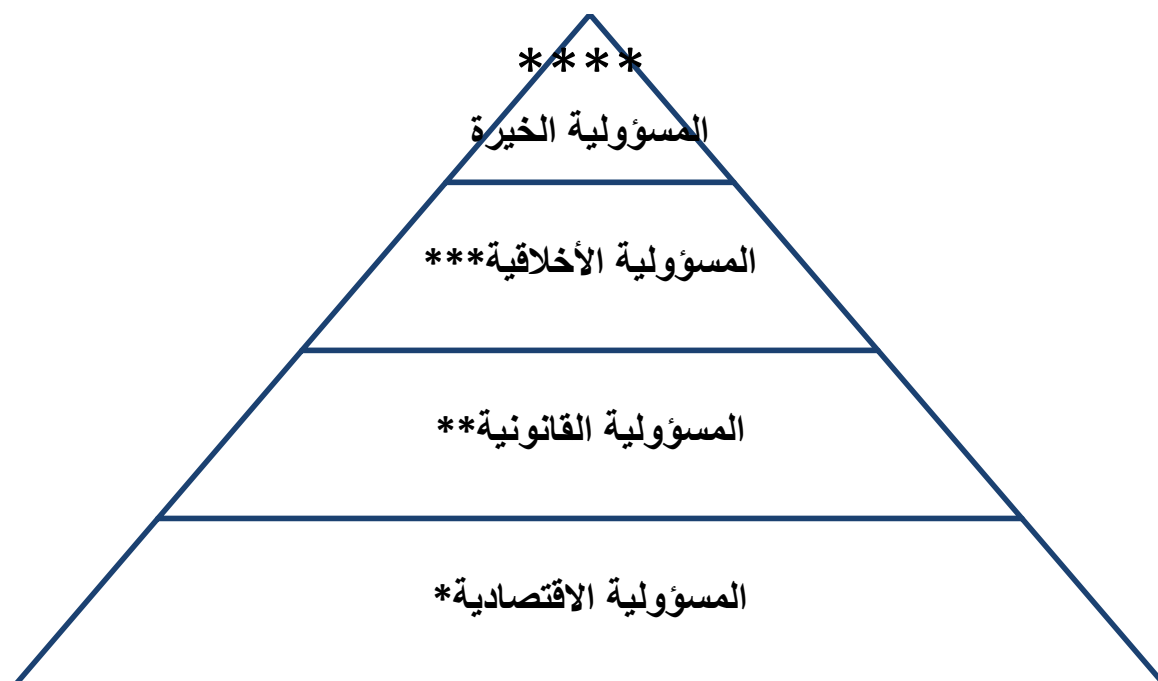 ****
المسؤولية الخيرة
المسؤولية الأخلاقية***
المسؤولية القانونية**
المسؤولية الاقتصادية*